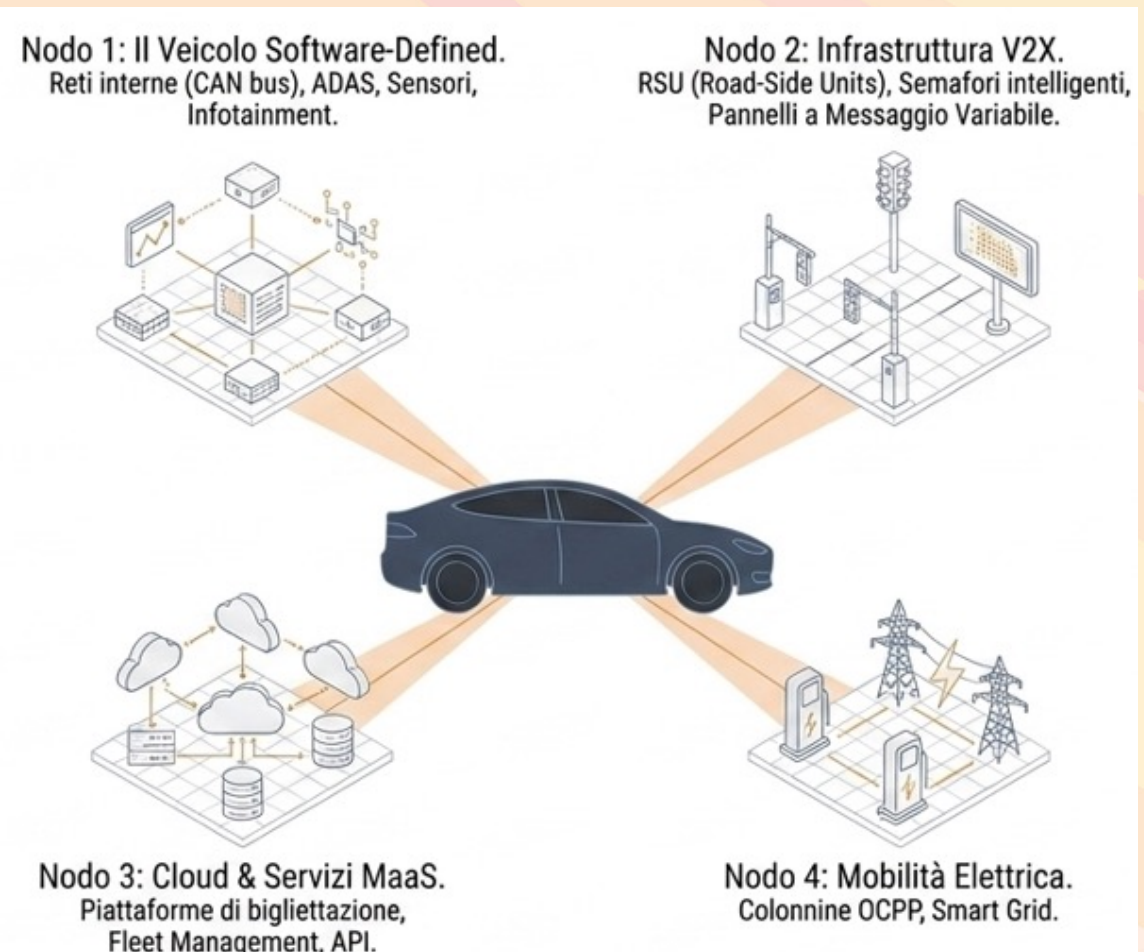 Nodo 1: Il Veicolo Software-Defined.
Reti interne (CAN bus), ADAS, Sensori,
Infotainment.
Nodo 2: Infrastruttura V2X.
RSU (Road-Side Units), Semafori intelligenti,
Pannelli a Messaggio Variabile.
Nodo 3: Cloud & Servizi MaaS.
Piattaforme di bigliettazione,
Fleet Management, API.
Nodo 4: Mobilità Elettrica.
Colonnine OCPP, Smart Grid.